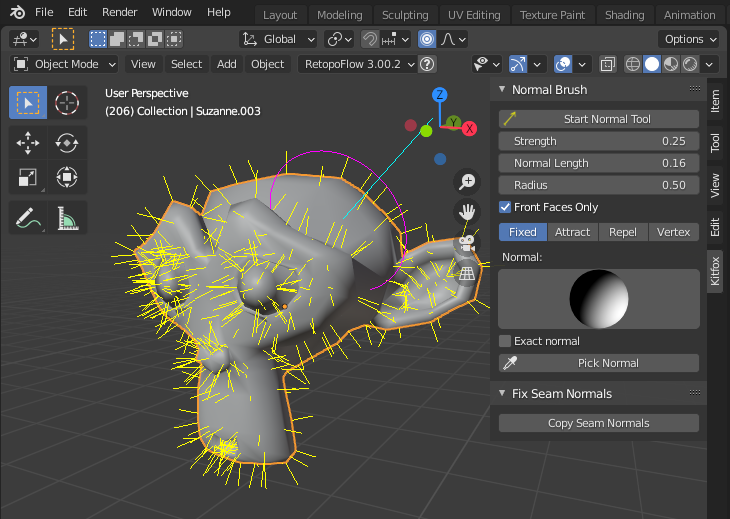 File Edit Render Window Help Layout Modeling Sculpting UV Editing Texture Paint Shading Animation
Global Options
Object Mode View Select Add Object RetopoFlow 3.00.2 ?
User Perspective
(206) Collection | Suzanne.003
Z
Y
X
Normal Brush
Start Normal Tool
Strength 0.25
Normal Length 0.16
Radius 0.50
Front Faces Only
Fixed Attract Repel Vertex
Normal:
Exact normal
Pick Normal
Fix Seam Normals
Copy Seam Normals
Item
Tool
View
Edit
Kitfox